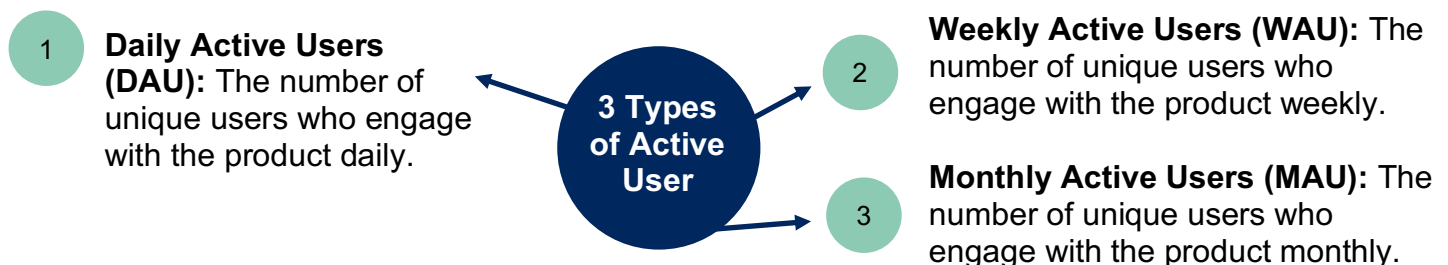 1
Daily Active Users
(DAU): The number of
unique users who engage
with the product daily.
3 Types
of Active
User
2
Weekly Active Users (WAU): The
number of unique users who
engage with the product weekly.
3
Monthly Active Users (MAU): The
number of unique users who
engage with the product monthly.